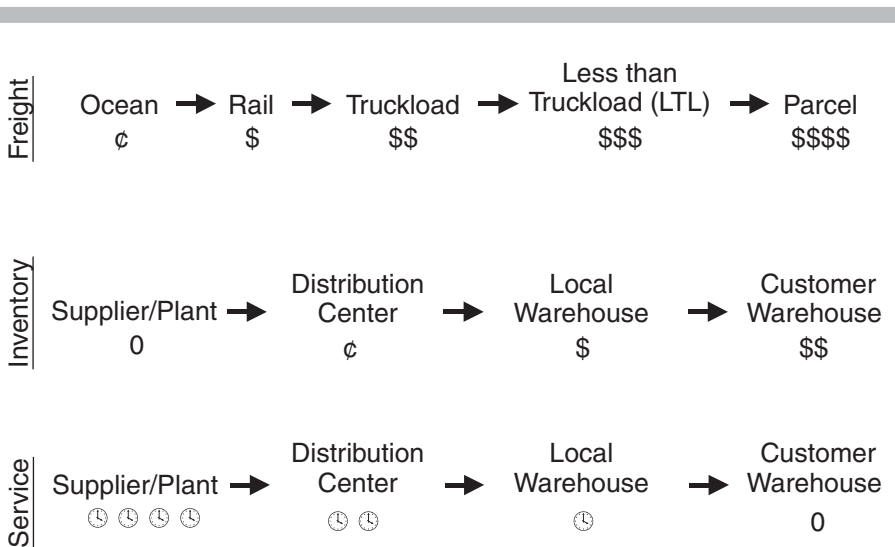 Freight
Less than
Ocean → Rail → Truckload → Truckload (LTL) → Parcel
¢ $ $$ $$$ $$$$
Inventory
Distribution Local Customer
Supplier/Plant → Center → Warehouse → Warehouse
0 ¢ $ $$
Service
Distribution Local Customer
Supplier/Plant → Center → Warehouse → Warehouse
0